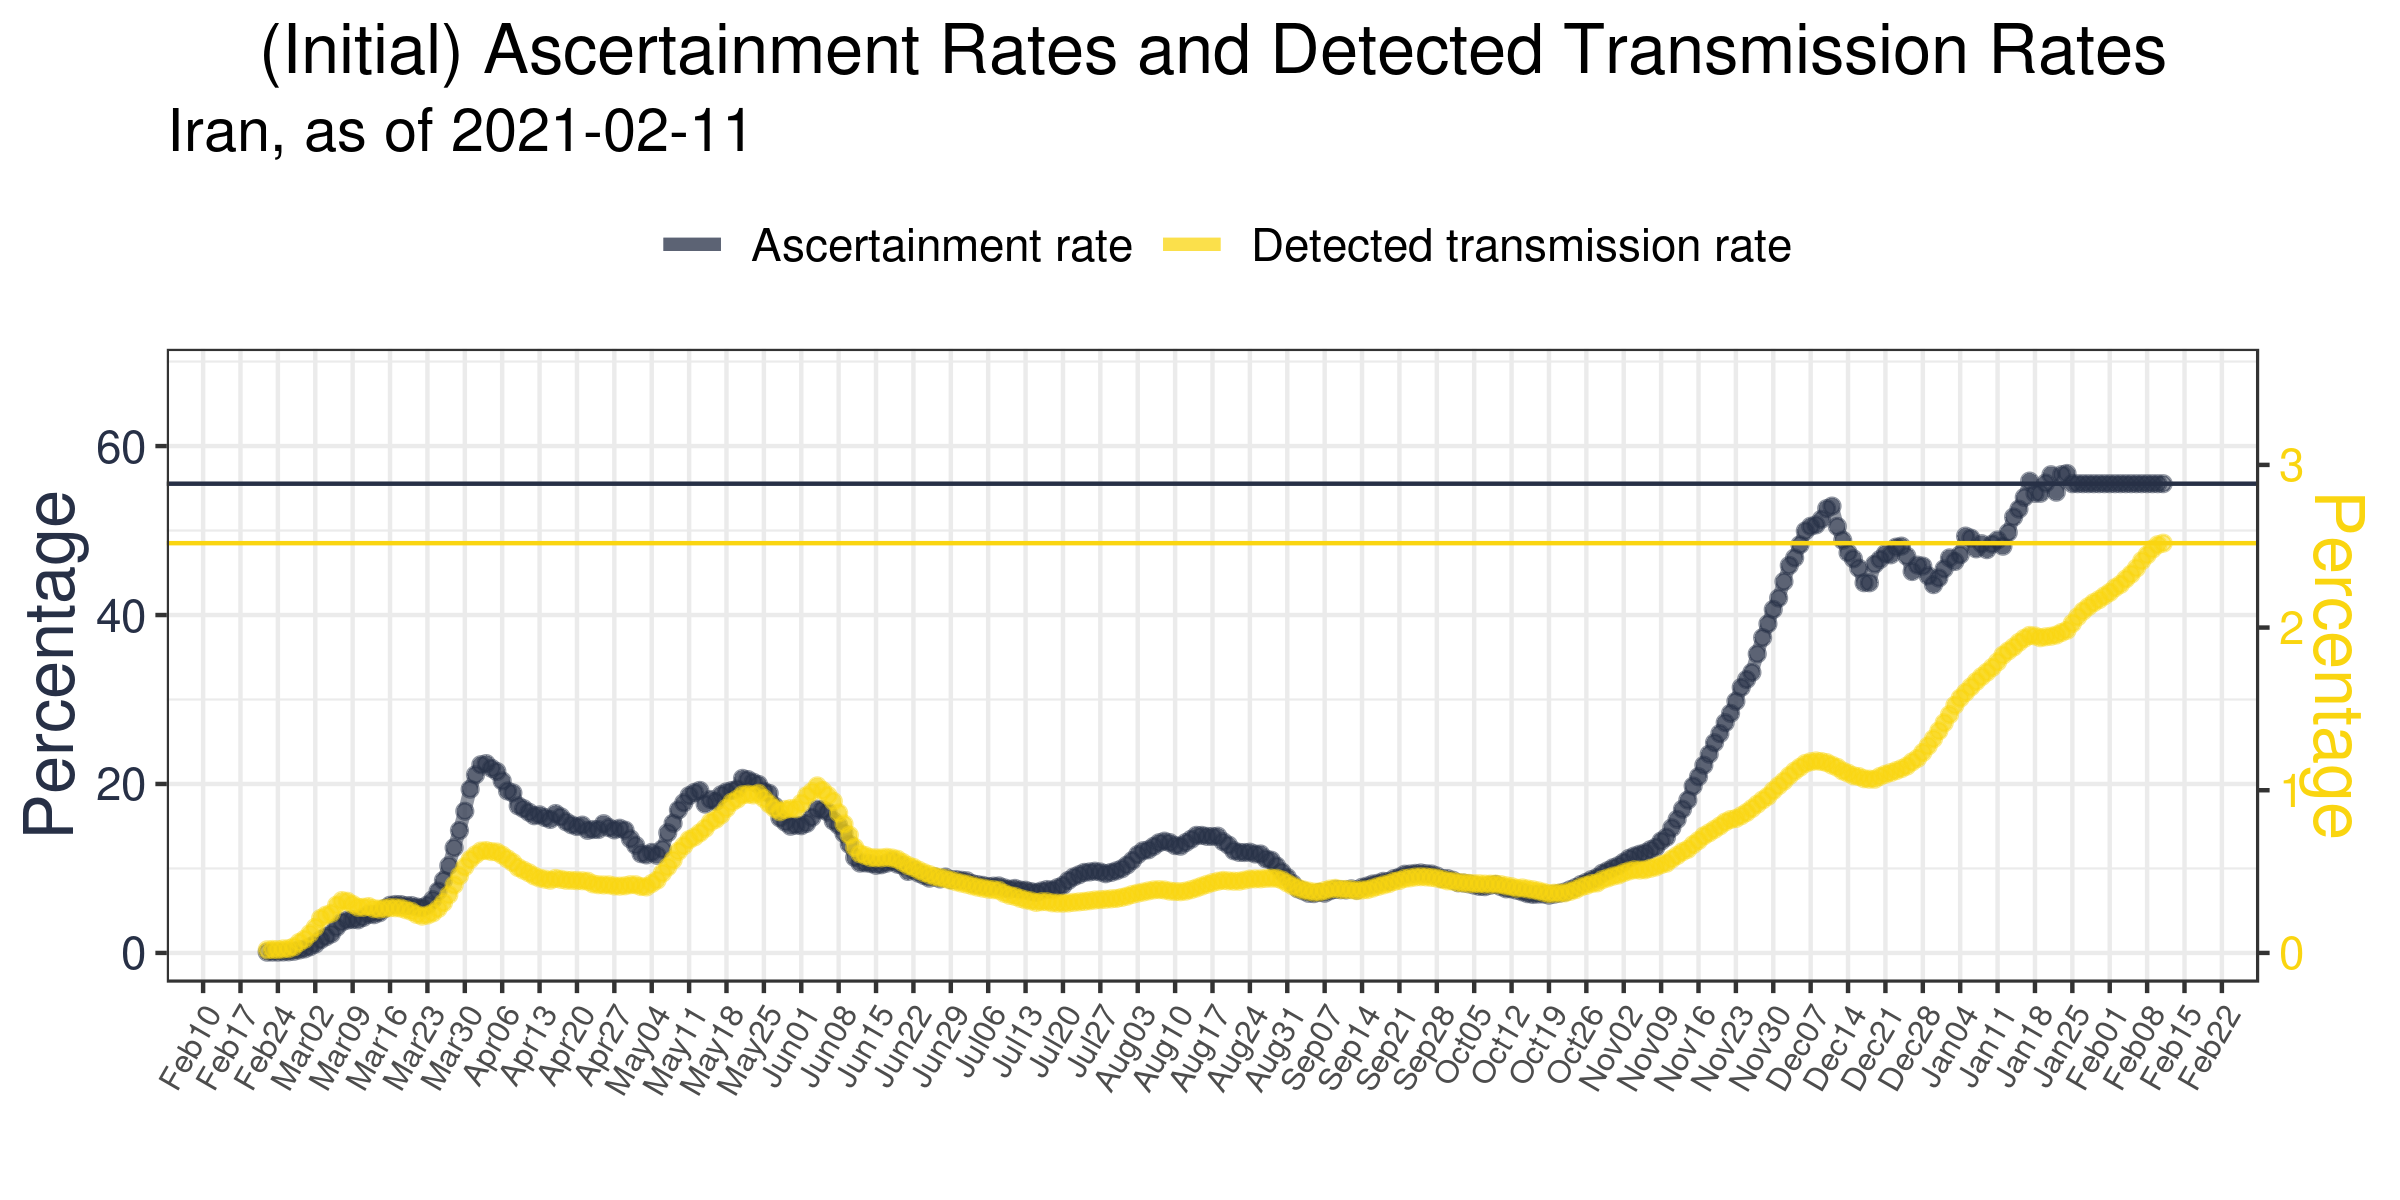 (Initial) Ascertainment Rates and Detected Transmission Rates
Iran, as of 2021-02-11
Ascertainment rate Detected transmission rate
Percentage
60
40
20
0
3
2
1
0
Percentage
Feb10 Feb17 Feb24 Mar02 Mar09 Mar16 Mar23 Mar30 Apr06 Apr13 Apr20 Apr27 May04 May11 May18 May25 Jun01 Jun08 Jun15 Jun22 Jun29 Jul06 Jul13 Jul20 Jul27 Aug03 Aug10 Aug17 Aug24 Aug31 Sep07 Sep14 Sep21 Sep28 Oct05 Oct12 Oct19 Oct26 Nov02 Nov09 Nov16 Nov23 Nov30 Dec07 Dec14 Dec21 Dec28 Jan04 Jan11 Jan18 Jan25 Feb01 Feb08 Feb15 Feb22